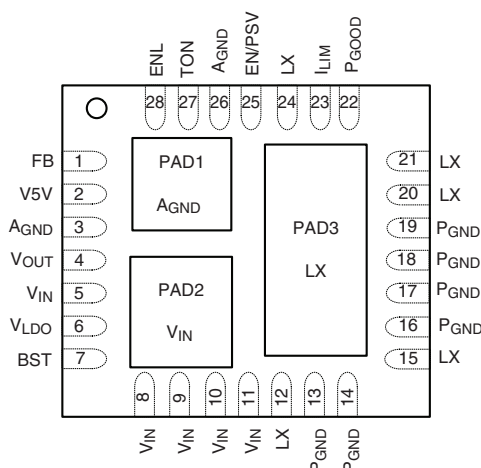 ENL
TON
AGND
EN/PSV
LX
ILIM
PGOOD
28
27
26
25
24
23
22
FB 1
V5V 2
AGND 3
VOUT 4
VIN 5
VLDO 6
BST 7
PAD1
AGND
PAD2
VIN
PAD3
LX
21 LX
20 LX
19 PGND
18 PGND
17 PGND
16 PGND
15 LX
8
9
10
11
12
13
14
VIN
VIN
VIN
VIN
LX
PGND
PGND